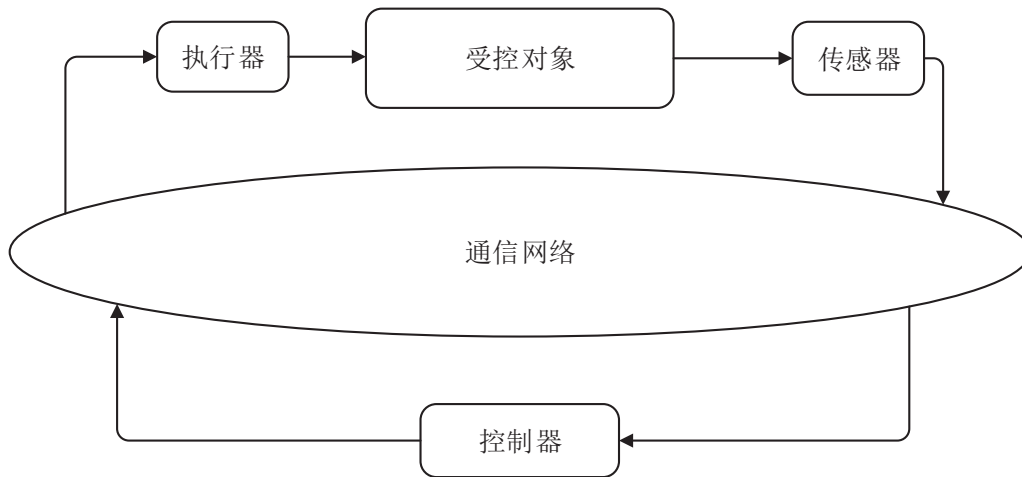 执行器
受控对象
传感器
通信网络
控制器